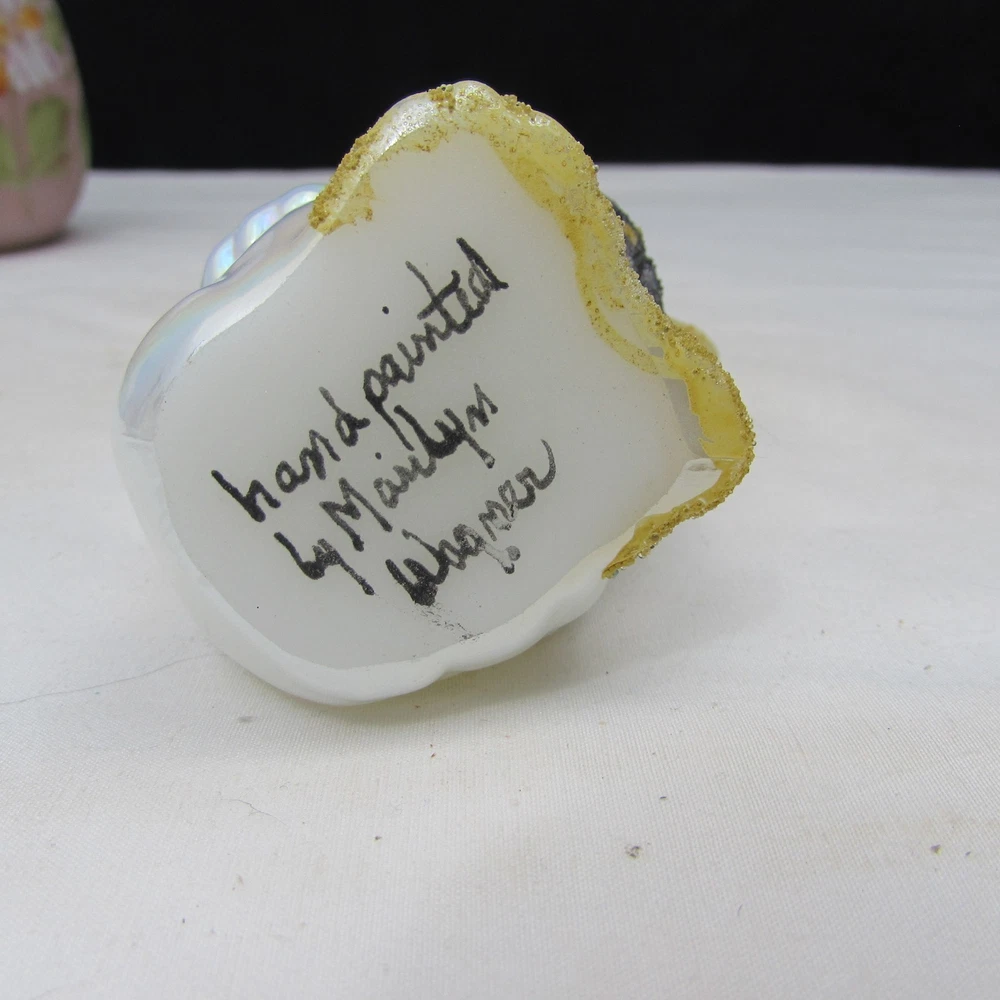 hand painted
by Marilyn
Wagner